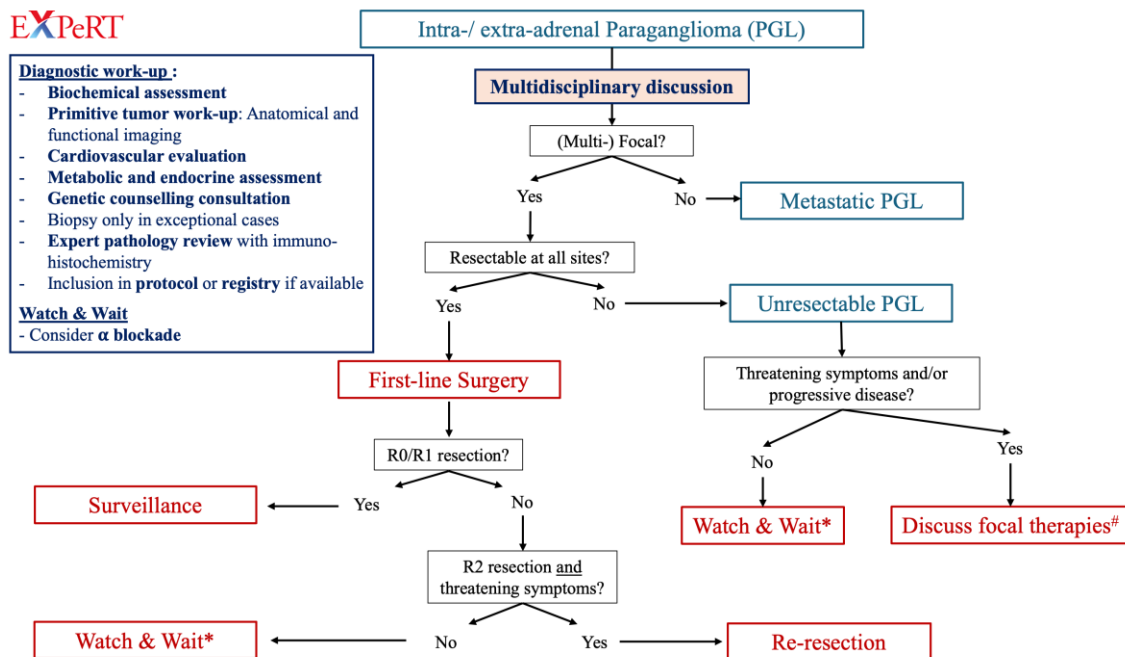 EXPeRT
Intra-/ extra-adrenal Paraganglioma (PGL)
Diagnostic work-up :
- Biochemical assessment
- Primitive tumor work-up: Anatomical and
functional imaging
- Cardiovascular evaluation
- Metabolic and endocrine assessment
- Genetic counselling consultation
- Biopsy only in exceptional cases
- Expert pathology review with immuno-
histochemistry
- Inclusion in protocol or registry if available
Watch & Wait
- Consider α blockade
Multidisciplinary discussion
(Multi-) Focal?
Yes
No
Metastatic PGL
Resectable at all sites?
Yes
No
Unresectable PGL
First-line Surgery
Threatening symptoms and/or
progressive disease?
R0/R1 resection?
No
Yes
Surveillance
Yes
No
Watch & Wait*
Discuss focal therapies#
R2 resection and
threatening symptoms?
Watch & Wait*
No
Yes
Re-resection